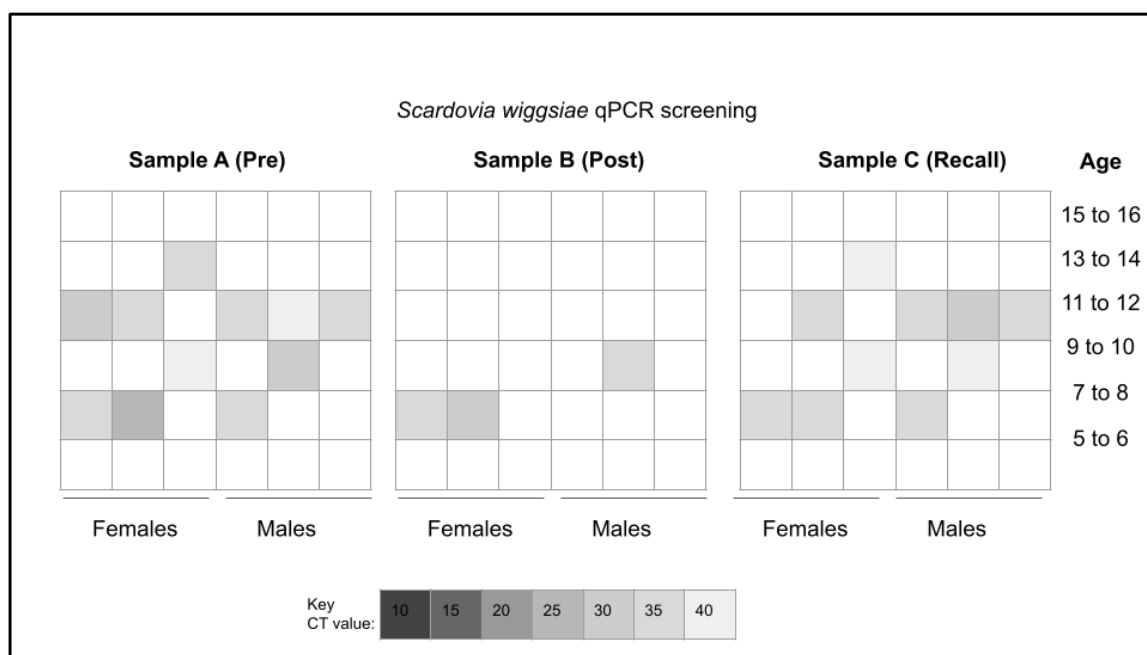 Scardovia wiggsiae qPCR screening
Sample A (Pre) Sample B (Post) Sample C (Recall) Age
15 to 16
13 to 14
11 to 12
9 to 10
7 to 8
5 to 6
Females Males Females Males Females Males
Key
CT value: 10 15 20 25 30 35 40